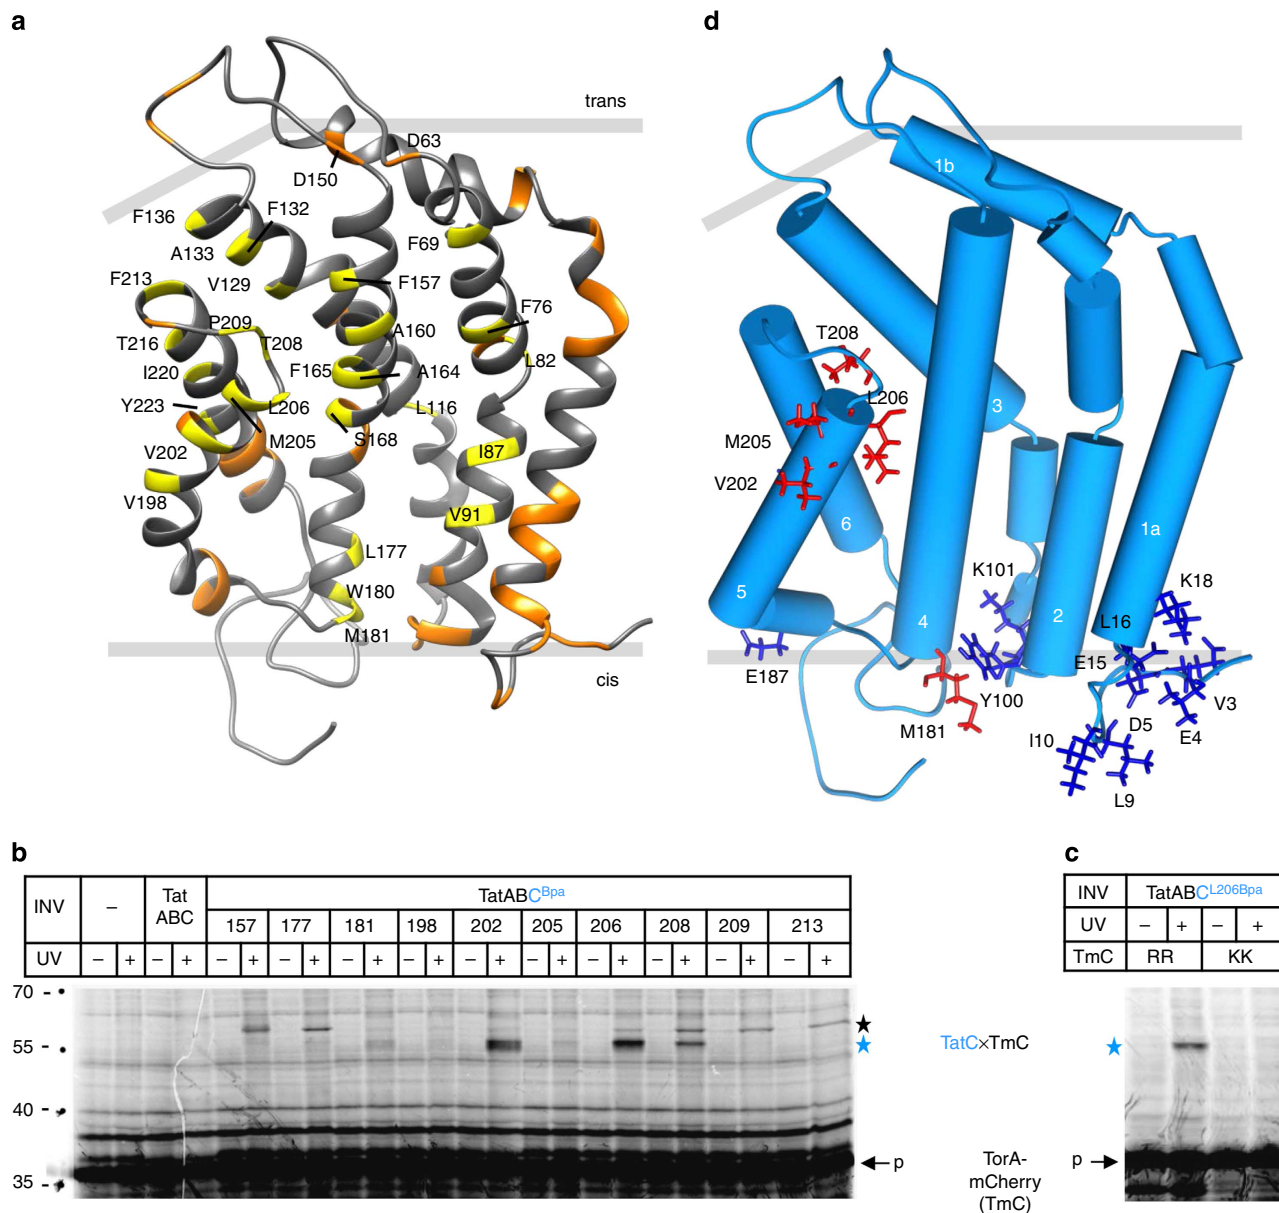 a
trans
D63
D150
F136
F132
A133
F69
F213
V129
F157
F76
P209
A160
T216
T208
L82
F165
A164
I220
Y223
L206
L116
M205
S168
V202
I87
V198
V91
L177
W180
M181
cis
d
1b
T208
L206
3
M205
V202
6
1a
K101
K18
5
4
2
L16
E187
E15
Y100
V3
M181
D5
E4
I10
L9
b
INV – Tat ABC TatABC^Bpa
157 177 181 198 202 205 206 208 209 213
UV – + – + – + – + – + – + – + – + – + – + – + – +
70
55
40
35
★
★
p
TatC×TmC
TorA-
mCherry
(TmC)
c
INV TatABC^L206Bpa
UV – + – +
TmC RR KK
★
p